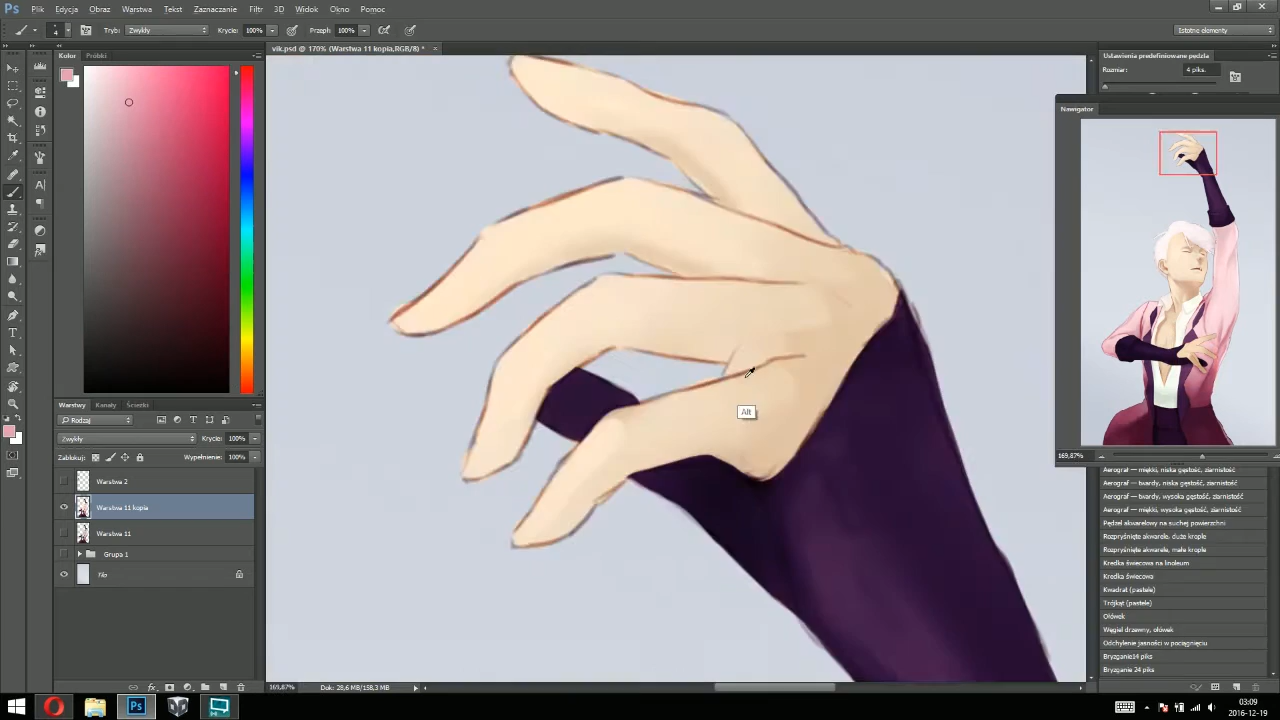 Ps Plik Edycja Obraz Warstwa Tekst Zaznaczanie Filtr 3D Widok Okno Pomoc
4 Tryb: Zwykły Krycie: 100% Przepł: 100% Istotne elementy
vik.psd @ 170% (Warstwa 11 kopia,RGB/8) *
Kolor Próbki
Ustawienia predefiniowane pędzla
Rozmiar: 4 piks.
Nawigator
Alt
169,87%
Warstwy Kanały Ścieżki
Rodzaj
Zwykły Krycie: 100%
Zablokuj: Wypełnienie: 100%
Warstwa 2
Warstwa 11 kopia
Warstwa 11
Grupa 1
Tło
Aerograf — miękki, niska gęstość, ziarnistość
Aerograf — twardy, niska gęstość, ziarnistość
Aerograf — twardy, wysoka gęstość, ziarnistość
Aerograf — miękki, wysoka gęstość, ziarnistość
Pędzel akwarelowy na suchej powierzchni
Rozpryśnięte akwarele, duże krople
Rozpryśnięte akwarele, małe krople
Kredka świecowa na linoleum
Kredka świecowa
Kwadrat (pastele)
Trójkąt (pastele)
Ołówek
Węgiel drzewny, ołówek
Odchylenie jasności w pociągnięciu
Bryzganie14 piks
Bryzganie 24 piks
169,87% Dok: 28,6 MB/158,3 MB
Ps
03:09
2016-12-19